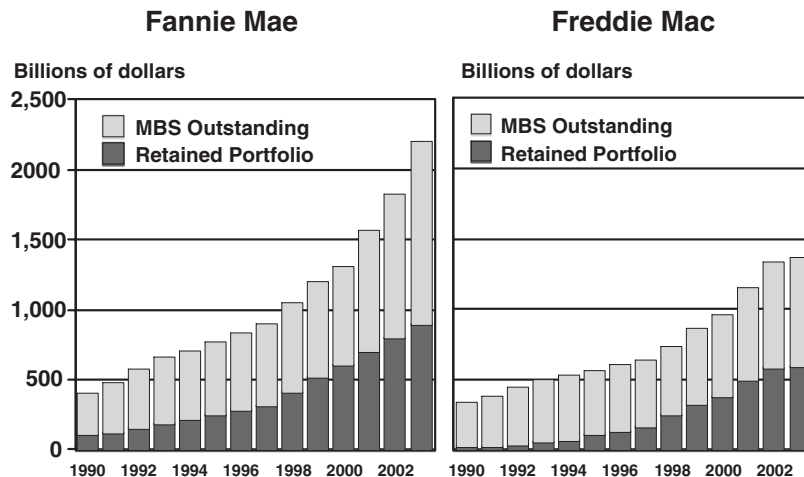 Fannie Mae
Freddie Mac
Billions of dollars
Billions of dollars
2,500
2000
1,500
1,000
500
0
MBS Outstanding
Retained Portfolio
MBS Outstanding
Retained Portfolio
1990 1992 1994 1996 1998 2000 2002
1990 1992 1994 1996 1998 2000 2002